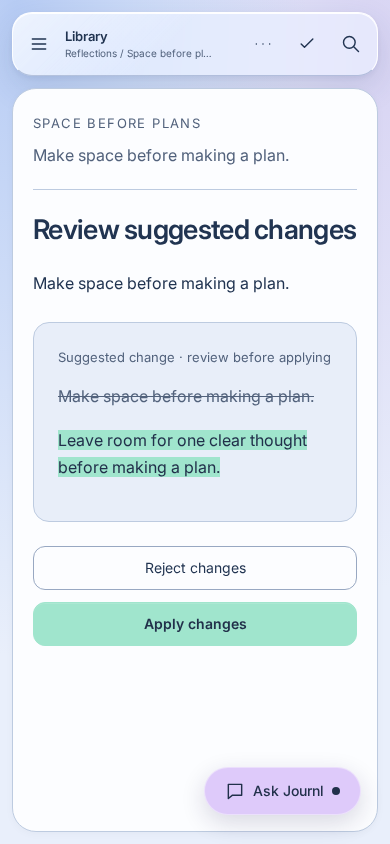 Library
Reflections / Space before pl...
SPACE BEFORE PLANS
Make space before making a plan.
Review suggested changes
Make space before making a plan.
Suggested change · review before applying
Make space before making a plan.
Leave room for one clear thought
before making a plan.
Reject changes
Apply changes
Ask Journl